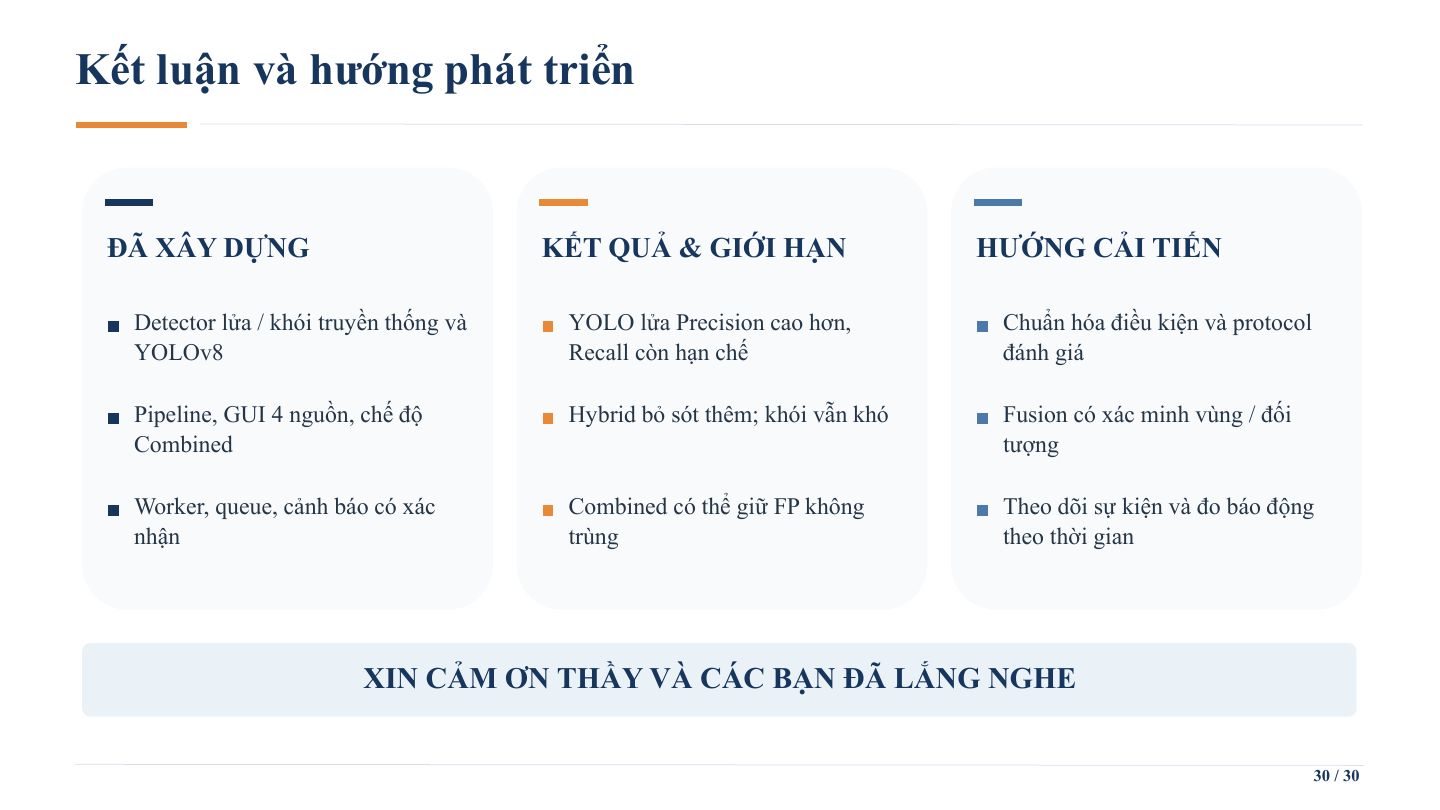 Kết luận và hướng phát triển
ĐÃ XÂY DỰNG
Detector lửa / khói truyền thống và
YOLOv8
Pipeline, GUI 4 nguồn, chế độ
Combined
Worker, queue, cảnh báo có xác
nhận
KẾT QUẢ & GIỚI HẠN
YOLO lửa Precision cao hơn,
Recall còn hạn chế
Hybrid bỏ sót thêm; khói vẫn khó
Combined có thể giữ FP không
trùng
HƯỚNG CẢI TIẾN
Chuẩn hóa điều kiện và protocol
đánh giá
Fusion có xác minh vùng / đối
tượng
Theo dõi sự kiện và đo báo động
theo thời gian
XIN CẢM ƠN THẦY VÀ CÁC BẠN ĐÃ LẮNG NGHE
30 / 30